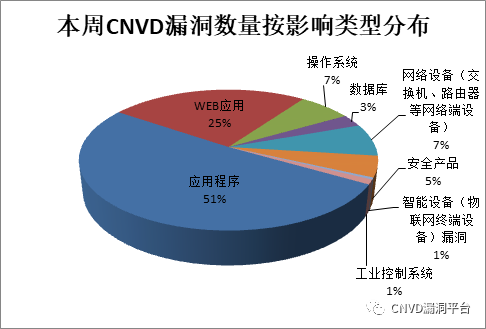 本周CNVD漏洞数量按影响类型分布
操作系统
7%
数据库
3%
网络设备（交
换机、路由器
等网络端设
备）
7%
WEB应用
25%
应用程序
51%
安全产品
5%
智能设备（物
联网终端设
备）漏洞
1%
工业控制系统
1%
CNVD漏洞平台